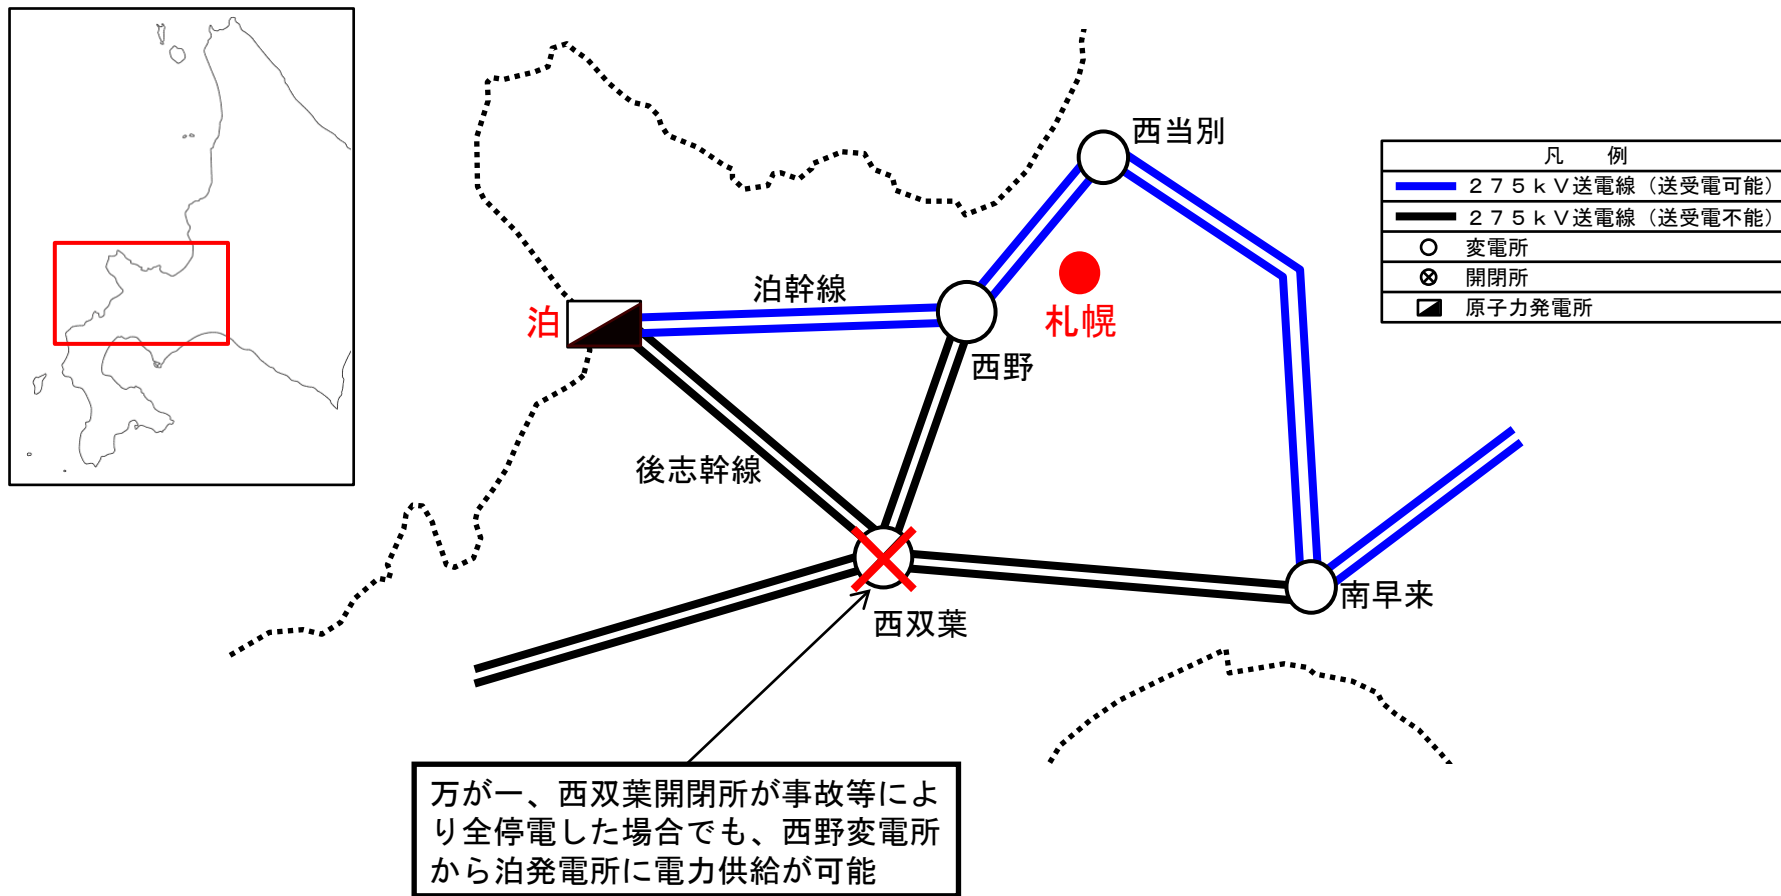 西当別
凡　例
２７５ｋＶ送電線（送受電可能）
２７５ｋＶ送電線（送受電不能）
変電所
開閉所
原子力発電所
泊幹線
泊
札幌
西野
後志幹線
南早来
西双葉
万が一、西双葉開閉所が事故等によ
り全停電した場合でも、西野変電所
から泊発電所に電力供給が可能